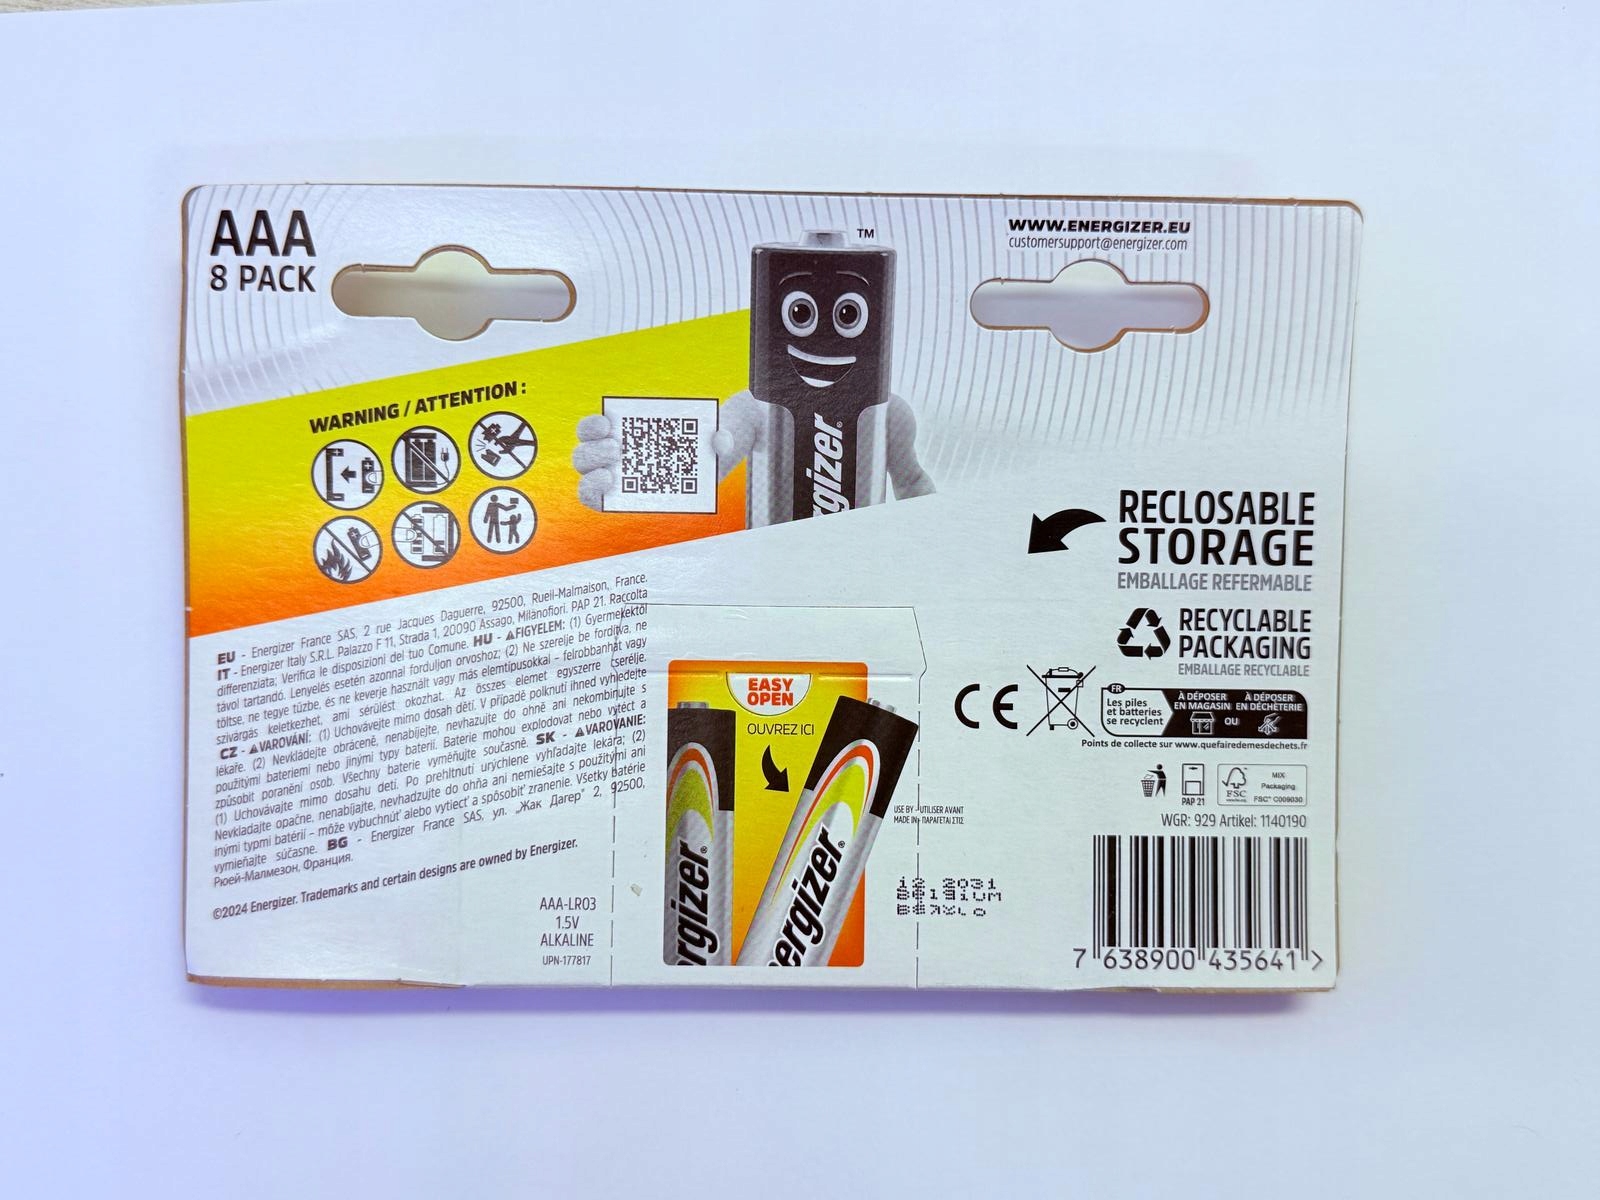 AAA
8 PACK
™
WWW.ENERGIZER.EU
customersupport@energizer.com
WARNING / ATTENTION :
ergizer®
RECLOSABLE
STORAGE
EMBALLAGE REFERMABLE
RECYCLABLE
PACKAGING
EMBALLAGE RECYCLABLE
EU - Energizer France SAS, 2 rue Jacques Daguerre, 92500, Rueil-Malmaison, France.
IT - Energizer Italy S.R.L. Palazzo F 11, Strada 1, 20090 Assago, Milanofiori. PAP 21. Raccolta
differenziata; Verifica le disposizioni del tuo Comune. HU - ⚠FIGYELEM: (1) Gyermekektől
távol tartandó. Lenyelés esetén azonnal forduljon orvoshoz; (2) Ne szerelje be fordítva, ne
töltse, ne tegye tűzbe, és ne keverje használt vagy más elemtípusokkal - felrobbanhat vagy
szivárgás keletkezhet, ami sérülést okozhat. Az összes elemet egyszerre cserélje.
CZ - ⚠VAROVÁNÍ: (1) Uchovávejte mimo dosah dětí. V případě polknutí ihned vyhledejte
lékaře. (2) Nevkládejte obráceně, nenabíjejte, nevhazujte do ohně ani nekombinujte s
použitými bateriemi nebo jinými typy baterií. Baterie mohou explodovat nebo vytéct a
způsobit poranění osob. Všechny baterie vyměňujte současně. SK - ⚠VAROVANIE:
(1) Uchovávajte mimo dosahu detí. Po prehltnutí urýchlene vyhľadajte lekára; (2)
Nevkladajte opačne, nenabíjajte, nevhadzujte do ohňa ani nemiešajte s použitými ani
inými typmi batérií – môže vybuchnúť alebo vytiecť a spôsobiť zranenie. Všetky batérie
vymieňajte súčasne. BG - Energizer France SAS, ул. „Жак Дагер" 2, 92500,
Рюей-Малмезон, Франция.
©2024 Energizer. Trademarks and certain designs are owned by Energizer.
AAA-LR03
1.5V
ALKALINE
UPN-177817
EASY
OPEN
OUVREZ ICI
ergizer®
ergizer®
CE
FR
Les piles
et batteries
se recyclent
À DÉPOSER
EN MAGASIN
OU
À DÉPOSER
EN DÉCHÈTERIE
Points de collecte sur www.quefairedemesdechets.fr
PAP 21
FSC
MIX
Packaging
FSC® C009030
WGR: 929 Artikel: 1140190
USE BY - UTILISER AVANT
MADE IN - ΠΑΡΑΓΕΤΑΙ ΣΤΙΣ
12 2031
Belgium
7 638900 435641 >